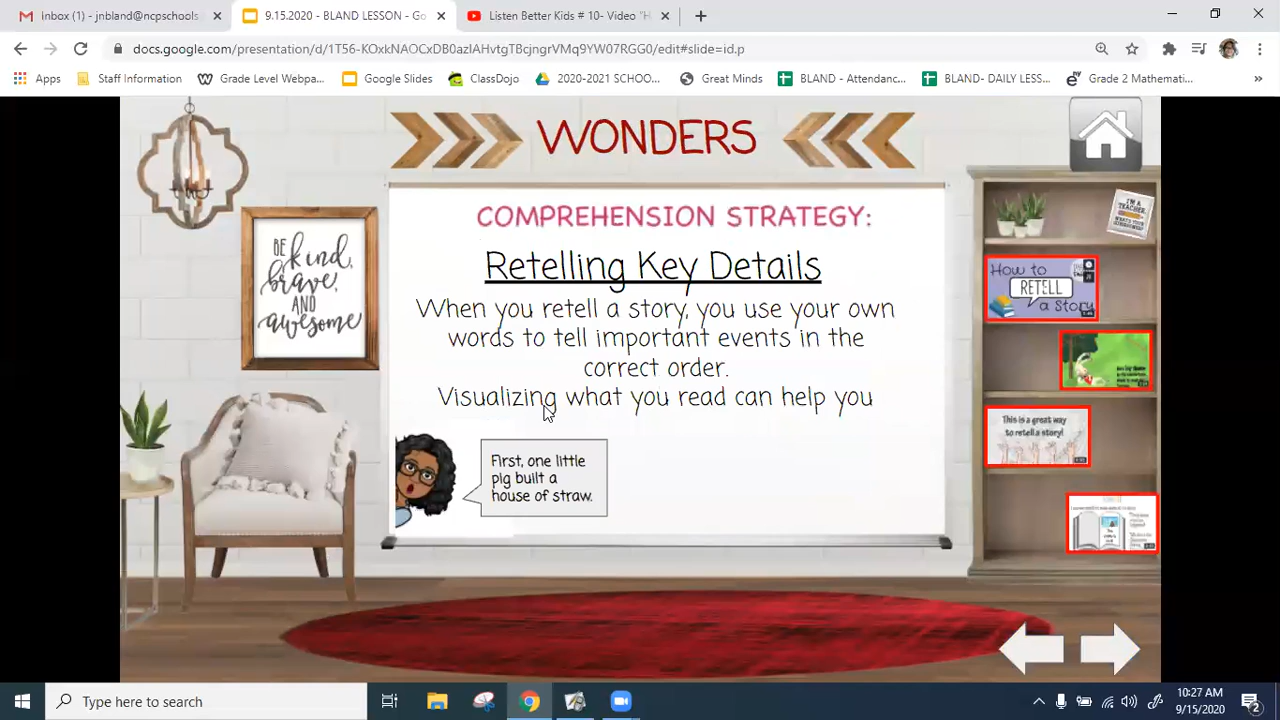 Inbox (1) - jnbland@ncpschools
9.15.2020 - BLAND LESSON - Go
Listen Better Kids # 10- Video "H
docs.google.com/presentation/d/1T56-KOxkNAOCxDB0azIAHvtgTBcjngrVMq9YW07RGG0/edit#slide=id.p
Apps
Staff Information
Grade Level Webpa...
Google Slides
ClassDojo
2020-2021 SCHOO...
Great Minds
BLAND - Attendanc...
BLAND- DAILY LESS...
Grade 2 Mathemati...
WONDERS
COMPREHENSION STRATEGY:
Retelling Key Details
When you retell a story, you use your own
words to tell important events in the
correct order.
Visualizing what you read can help you
First, one little
pig built a
house of straw.
BE
kind,
brave,
AND
awesome
I'M A
TEACHER
How to
RETELL
a Story
This is a great way
to retell a story!
Type here to search
10:27 AM
9/15/2020
2